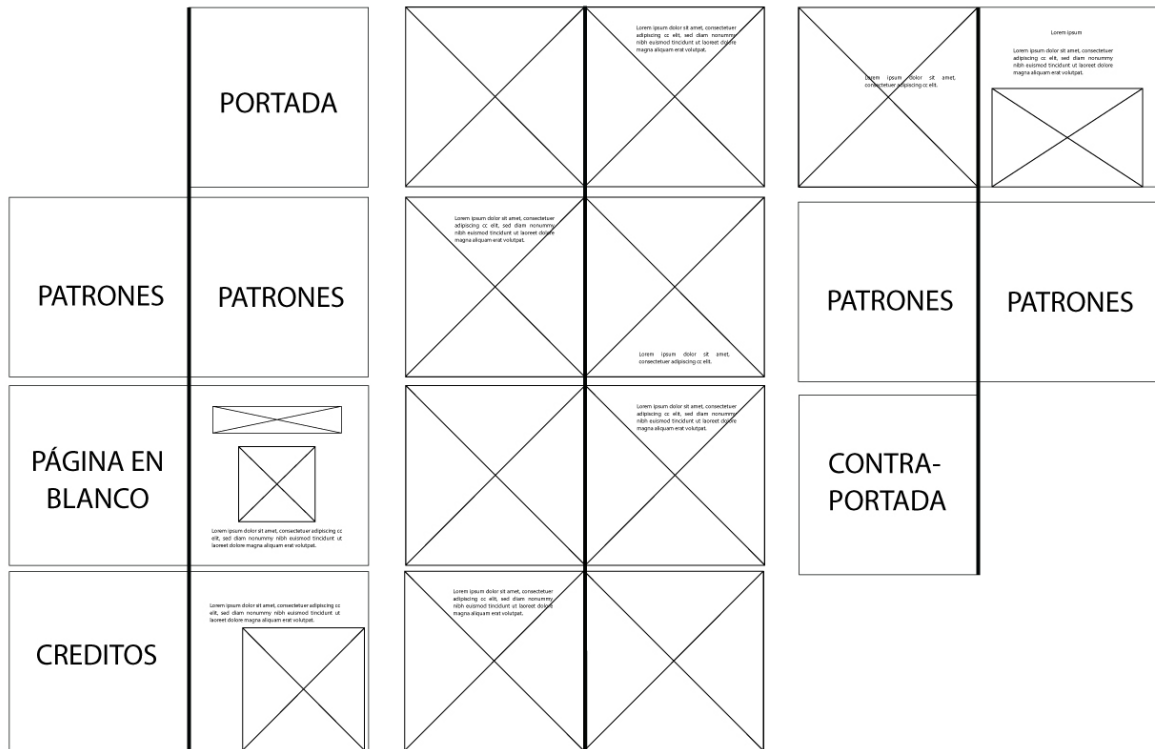 PORTADA
PATRONES
PATRONES
PÁGINA EN
BLANCO
Lorem ipsum dolor sit amet, consectetuer adipiscing cc
elit, sed diam nonummy nibh euismod tincidunt ut
laoreet dolore magna aliquam erat volutpat.
CREDITOS
Lorem ipsum dolor sit amet, consectetuer adipiscing cc
elit, sed diam nonummy nibh euismod tincidunt ut
laoreet dolore magna aliquam erat volutpat.
Lorem ipsum dolor sit amet, consectetuer
adipiscing cc elit, sed diam nonummy
nibh euismod tincidunt ut laoreet dolore
magna aliquam erat volutpat.
Lorem ipsum dolor sit amet, consectetuer
adipiscing cc elit, sed diam nonummy
nibh euismod tincidunt ut laoreet dolore
magna aliquam erat volutpat.
Lorem ipsum dolor sit amet,
consectetuer adipiscing cc elit.
Lorem ipsum dolor sit amet, consectetuer
adipiscing cc elit, sed diam nonummy
nibh euismod tincidunt ut laoreet dolore
magna aliquam erat volutpat.
Lorem ipsum dolor sit amet, consectetuer
adipiscing cc elit, sed diam nonummy
nibh euismod tincidunt ut laoreet dolore
magna aliquam erat volutpat.
Lorem ipsum dolor sit amet,
consectetuer adipiscing cc elit.
Lorem ipsum
Lorem ipsum dolor sit amet, consectetuer
adipiscing cc elit, sed diam nonummy
nibh euismod tincidunt ut laoreet dolore
magna aliquam erat volutpat.
PATRONES
PATRONES
CONTRA-
PORTADA